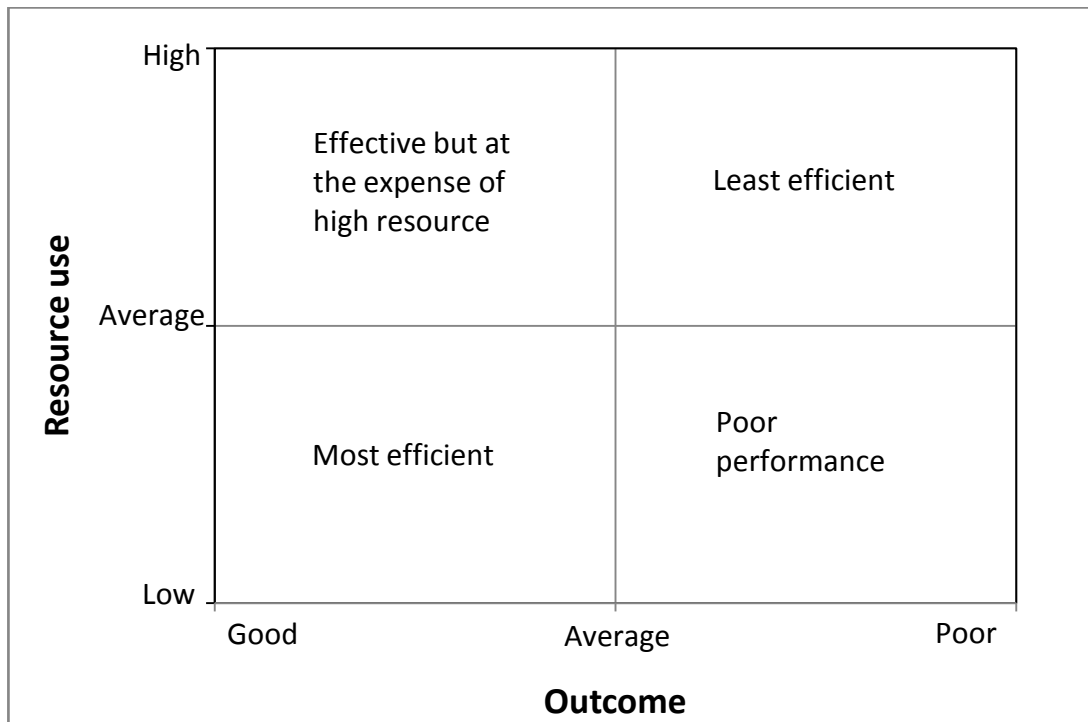 High
Effective but at
the expense of
high resource
Least efficient
Resource use
Average
Most efficient
Poor
performance
Low
Good
Average
Poor
Outcome